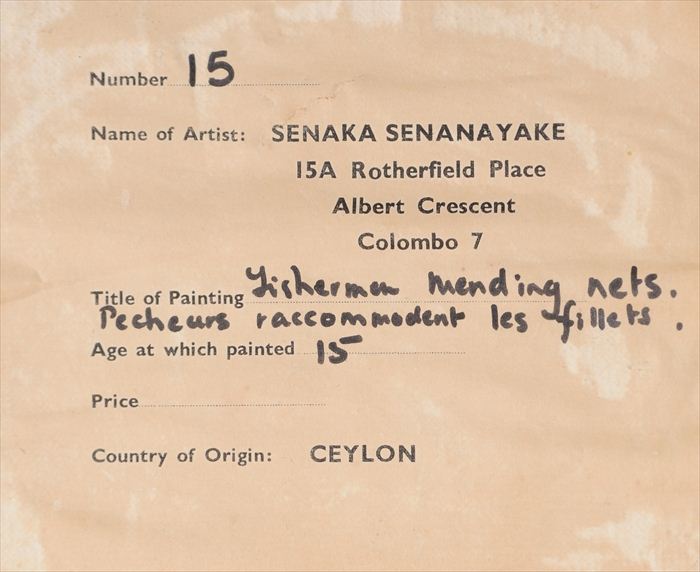 Number 15
Name of Artist: SENAKA SENANAYAKE
15A Rotherfield Place
Albert Crescent
Colombo 7
Title of Painting Fishermen mending nets.
Pecheurs raccommodent les fillets.
Age at which painted 15
Price
Country of Origin: CEYLON